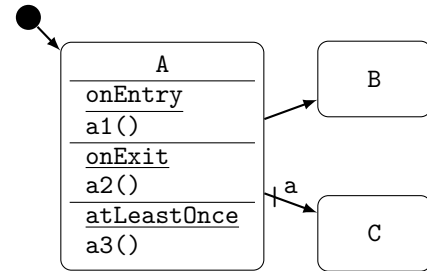 A
onEntry
a1()
onExit
a2()
atLeastOnce
a3()
B
a
C